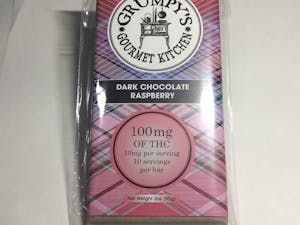 GRUMPY'S
GOURMET KITCHEN
DARK CHOCOLATE
RASPBERRY
100mg
OF THC
10mg per serving
10 servings
per bar
Net Weight 3oz (85g)